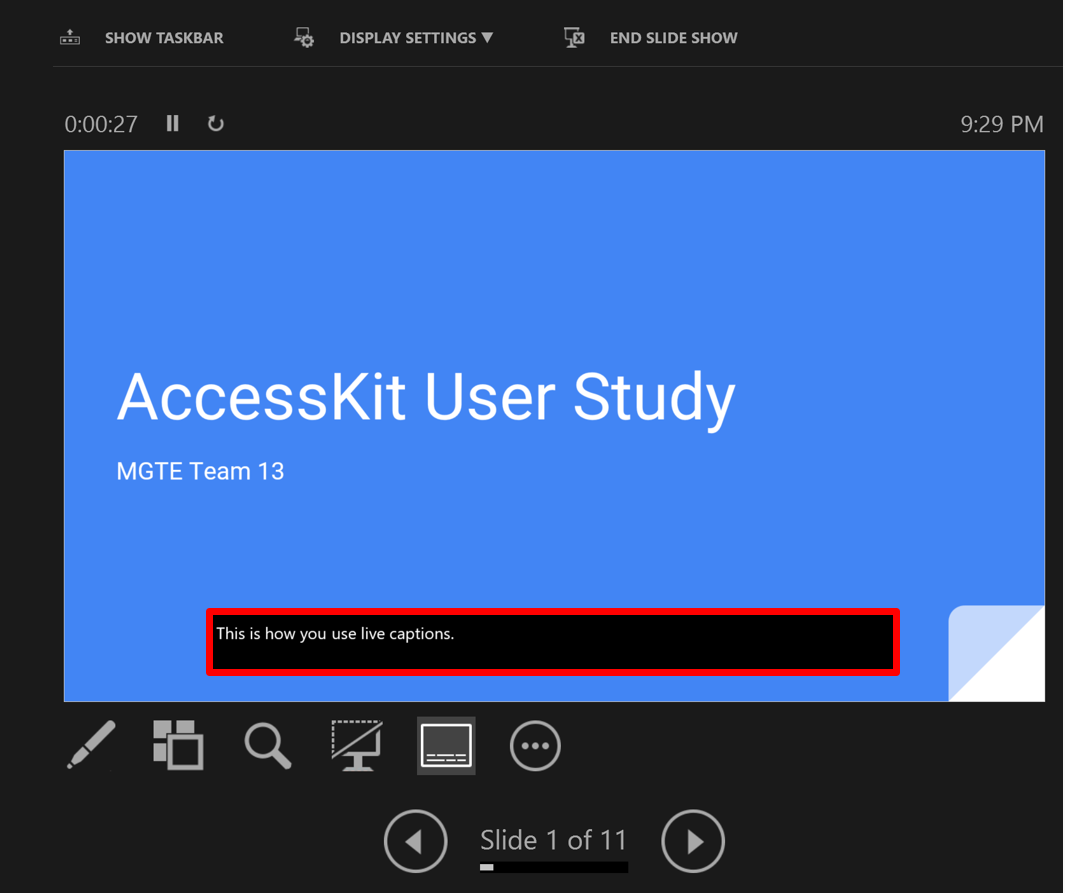 SHOW TASKBAR DISPLAY SETTINGS ▼ END SLIDE SHOW
0:00:27 9:29 PM
AccessKit User Study
MGTE Team 13
This is how you use live captions.
Slide 1 of 11